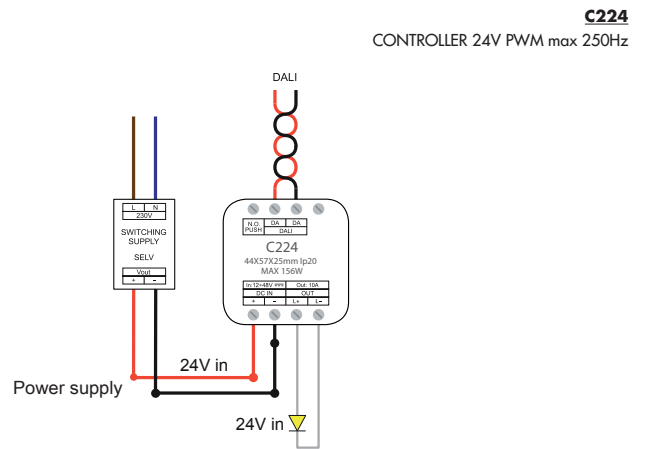 C224
CONTROLLER 24V PWM max 250Hz
DALI
L N
230V
SWITCHING
SUPPLY
SELV
Vout
+ –
N.O. DA DA
PUSH DALI
C224
44X57X25mm Ip20
MAX 156W
In:12÷48V Out: 10A
DC IN OUT
+ – L+ L–
24V in
Power supply
24V in